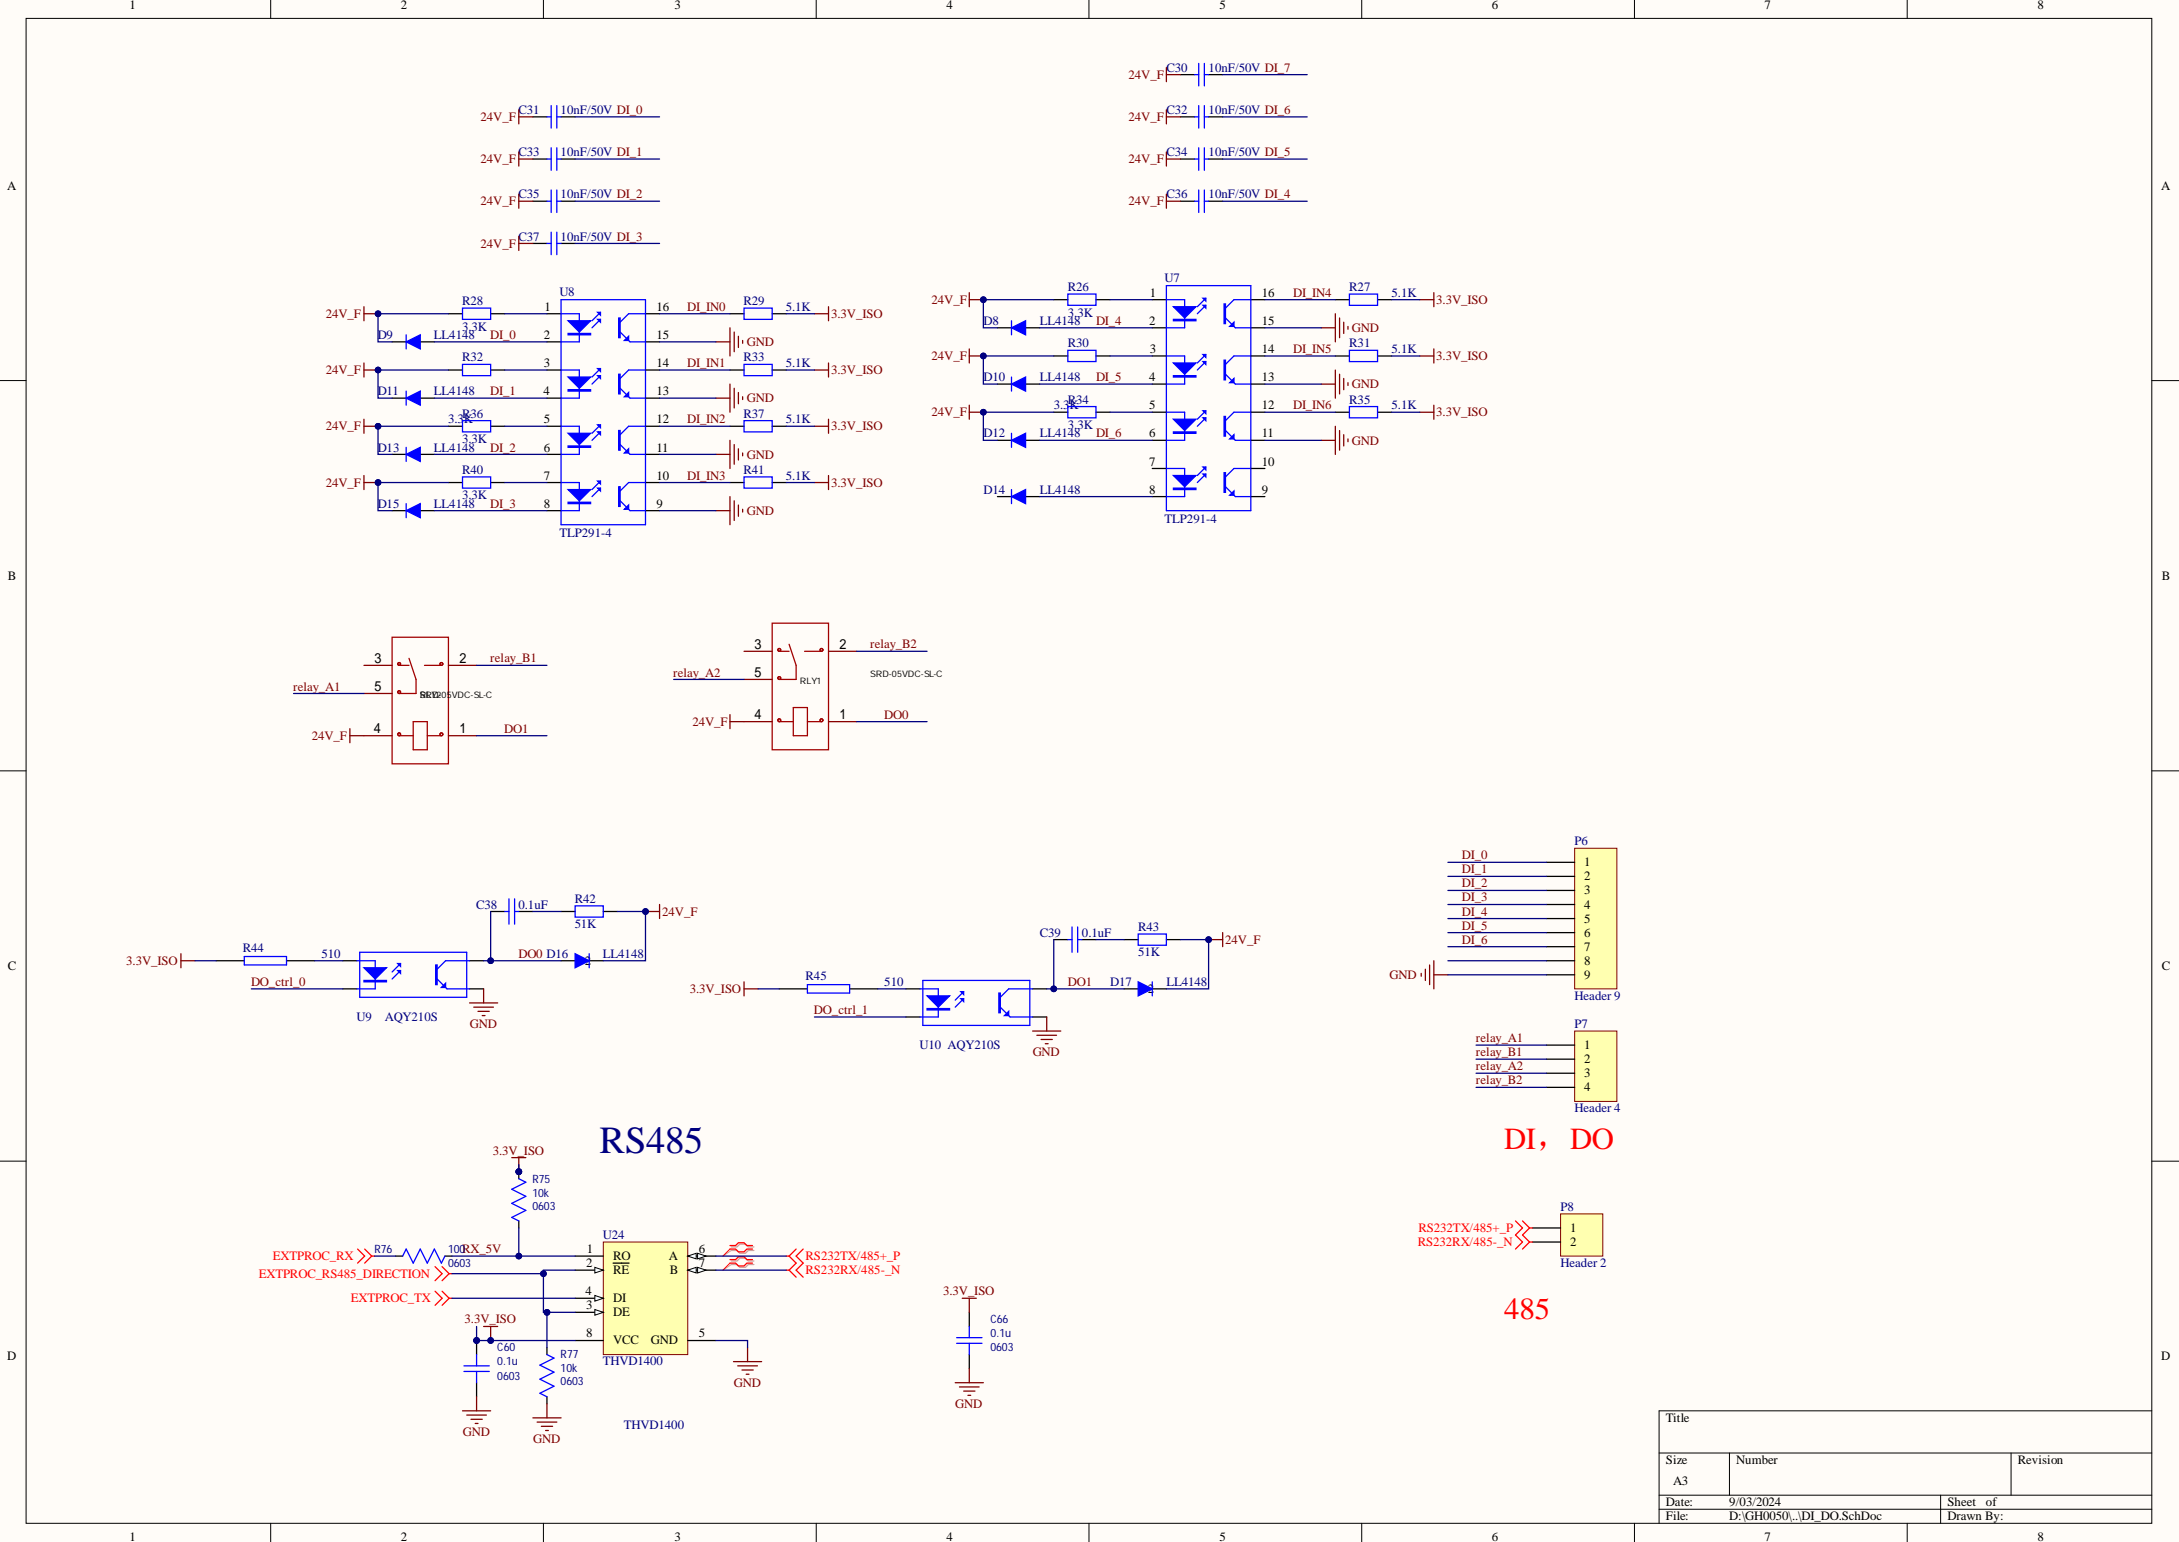 1 2 3 4 5 6 7 8
24V_F C30 10nF/50V DI_7
24V_F C31 10nF/50V DI_0
24V_F C32 10nF/50V DI_6
24V_F C33 10nF/50V DI_1
24V_F C34 10nF/50V DI_5
A A
24V_F C35 10nF/50V DI_2
24V_F C36 10nF/50V DI_4
24V_F C37 10nF/50V DI_3
U8
24V_F R28 3.3K 1 16 DI_IN0 R29 5.1K 3.3V_ISO
D9 LL4148 DI_0 2 15 GND
24V_F R32 3 14 DI_IN1 R33 5.1K 3.3V_ISO
D11 LL4148 DI_1 4 13 GND
24V_F 3.3K R36 3.3K 5 12 DI_IN2 R37 5.1K 3.3V_ISO
D13 LL4148 DI_2 6 11 GND
24V_F R40 3.3K 7 10 DI_IN3 R41 5.1K 3.3V_ISO
D15 LL4148 DI_3 8 9 GND
TLP291-4
U7
24V_F R26 3.3K 1 16 DI_IN4 R27 5.1K 3.3V_ISO
D8 LL4148 DI_4 2 15 GND
24V_F R30 3 14 DI_IN5 R31 5.1K 3.3V_ISO
D10 LL4148 DI_5 4 13 GND
24V_F 3.3K R34 3.3K 5 12 DI_IN6 R35 5.1K 3.3V_ISO
D12 LL4148 DI_6 6 11 GND
7 10
D14 LL4148 8 9
TLP291-4
B B
3 2 relay_B1
relay_A1 5
24V_F 4 1 DO1
3 2 relay_B2
relay_A2 5 RLY1 SRD-05VDC-SL-C
24V_F 4 1 DO0
C C
C38 0.1uF R42 51K 24V_F
3.3V_ISO R44 510 DO0 D16 LL4148
DO_ctrl_0
U9 AQY210S GND
C39 0.1uF R43 51K 24V_F
3.3V_ISO R45 510 DO1 D17 LL4148
DO_ctrl_1
U10 AQY210S GND
P6
DI_0 1
DI_1 2
DI_2 3
DI_3 4
DI_4 5
DI_5 6
DI_6 7
8
GND 9
Header 9
P7
relay_A1 1
relay_B1 2
relay_A2 3
relay_B2 4
Header 4
DI，DO
RS485
3.3V_ISO
R75
10k
0603
U24
EXTPROC_RX R76 100 0603 RX_5V 1 RO A 6 RS232TX/485+_P
EXTPROC_RS485_DIRECTION 2 RE B 7 RS232RX/485-_N
EXTPROC_TX 4 DI
3 DE
3.3V_ISO 8 VCC GND 5
THVD1400
C60
0.1u
0603
GND
R77
10k
0603
GND
GND
THVD1400
3.3V_ISO
C66
0.1u
0603
GND
P8
RS232TX/485+_P 1
RS232RX/485-_N 2
Header 2
485
D D
Title
Size Number Revision
A3
Date: 9/03/2024 Sheet of
File: D:\GH0050\..\DI_DO.SchDoc Drawn By:
1 2 3 4 5 6 7 8